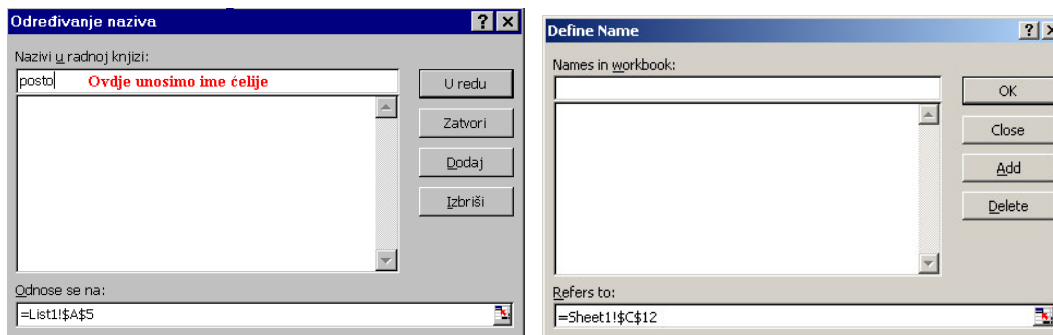 Određivanje naziva
Nazivi u radnoj knjizi:
posto Ovdje unosimo ime ćelije
U redu
Zatvori
Dodaj
Izbriši
Odnose se na:
=List1!$A$5
Define Name
Names in workbook:
OK
Close
Add
Delete
Refers to:
=Sheet1!$C$12